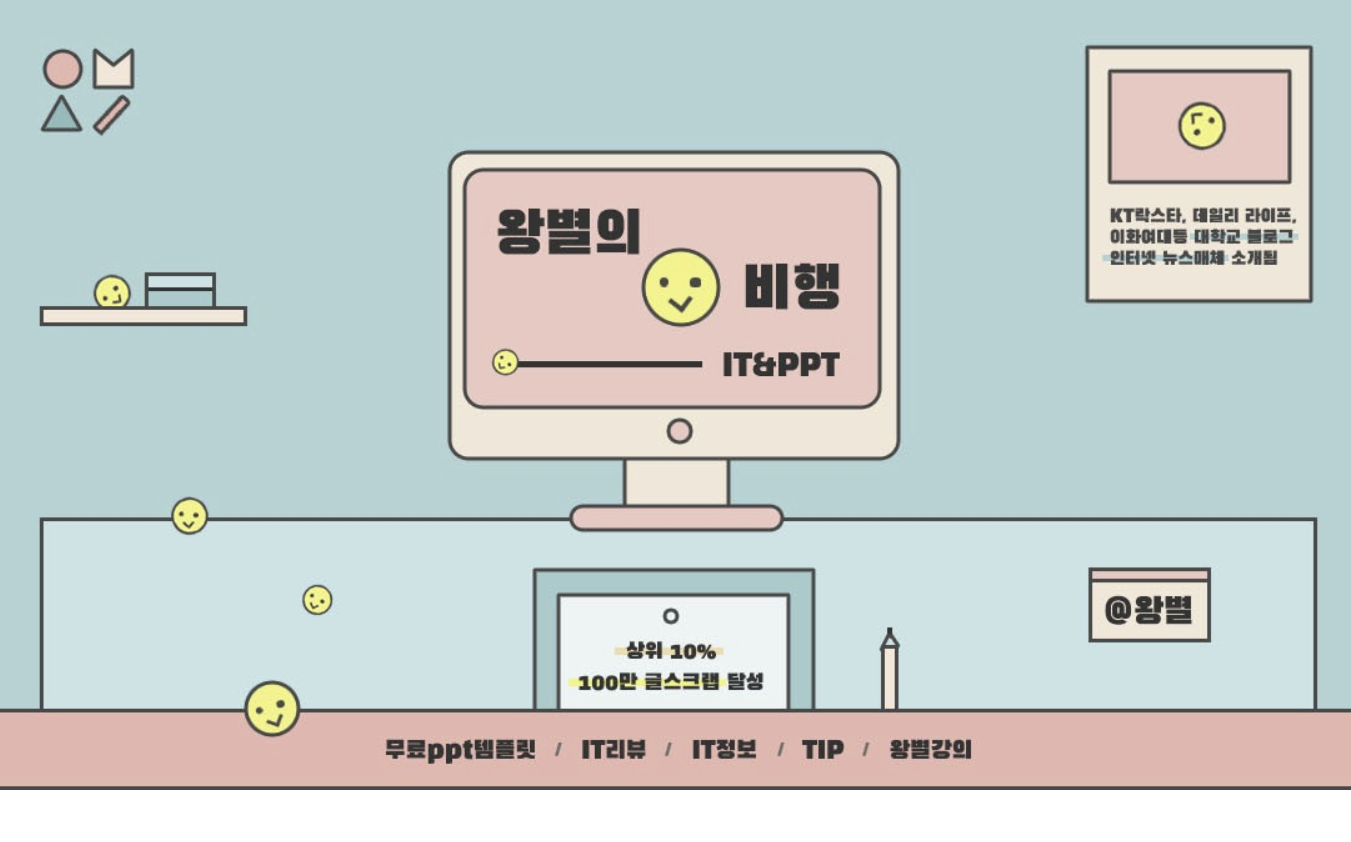 왕별의
비행
IT&PPT
KT락스타, 데일리 라이프,
이화여대등 대학교 블로그
인터넷 뉴스매체 소개됨
@왕별
상위 10%
100만 글스크랩 달성
무료ppt템플릿 / IT리뷰 / IT정보 / TIP / 왕별강의